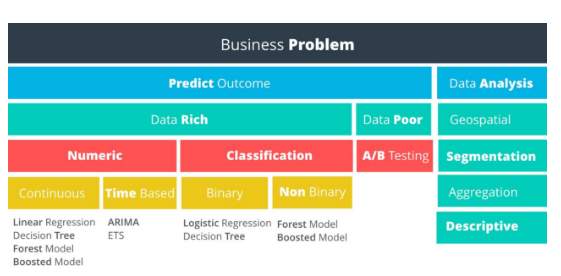 Business Problem
Predict Outcome
Data Analysis
Data Rich
Data Poor
Geospatial
Numeric
Classification
A/B Testing
Segmentation
Continuous
Time Based
Binary
Non Binary
Aggregation
Linear Regression
Decision Tree
Forest Model
Boosted Model
ARIMA
ETS
Logistic Regression
Decision Tree
Forest Model
Boosted Model
Descriptive